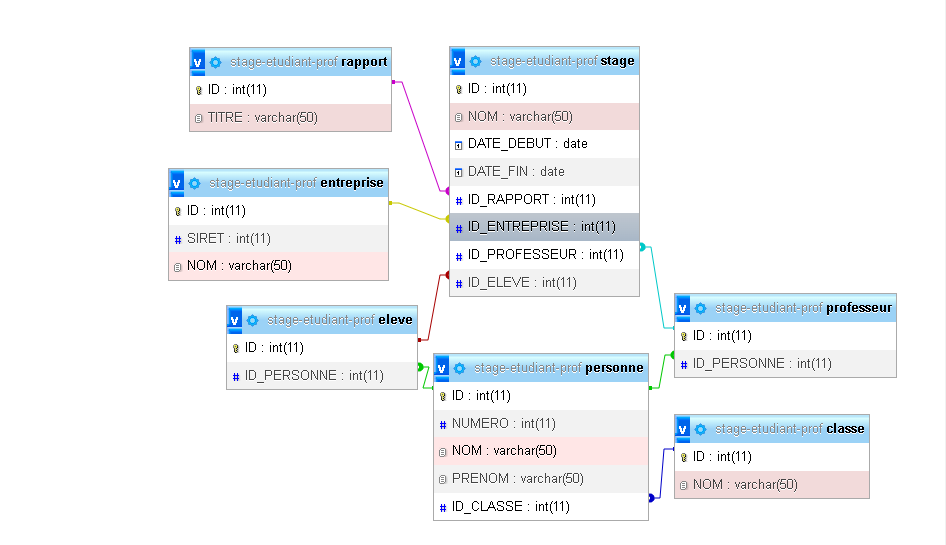 v stage-etudiant-prof rapport
ID : int(11)
TITRE : varchar(50)
v stage-etudiant-prof stage
ID : int(11)
NOM : varchar(50)
DATE_DEBUT : date
DATE_FIN : date
# ID_RAPPORT : int(11)
# ID_ENTREPRISE : int(11)
# ID_PROFESSEUR : int(11)
# ID_ELEVE : int(11)
v stage-etudiant-prof entreprise
ID : int(11)
# SIRET : int(11)
NOM : varchar(50)
v stage-etudiant-prof eleve
ID : int(11)
# ID_PERSONNE : int(11)
v stage-etudiant-prof personne
ID : int(11)
# NUMERO : int(11)
NOM : varchar(50)
PRENOM : varchar(50)
# ID_CLASSE : int(11)
v stage-etudiant-prof professeur
ID : int(11)
# ID_PERSONNE : int(11)
v stage-etudiant-prof classe
ID : int(11)
NOM : varchar(50)